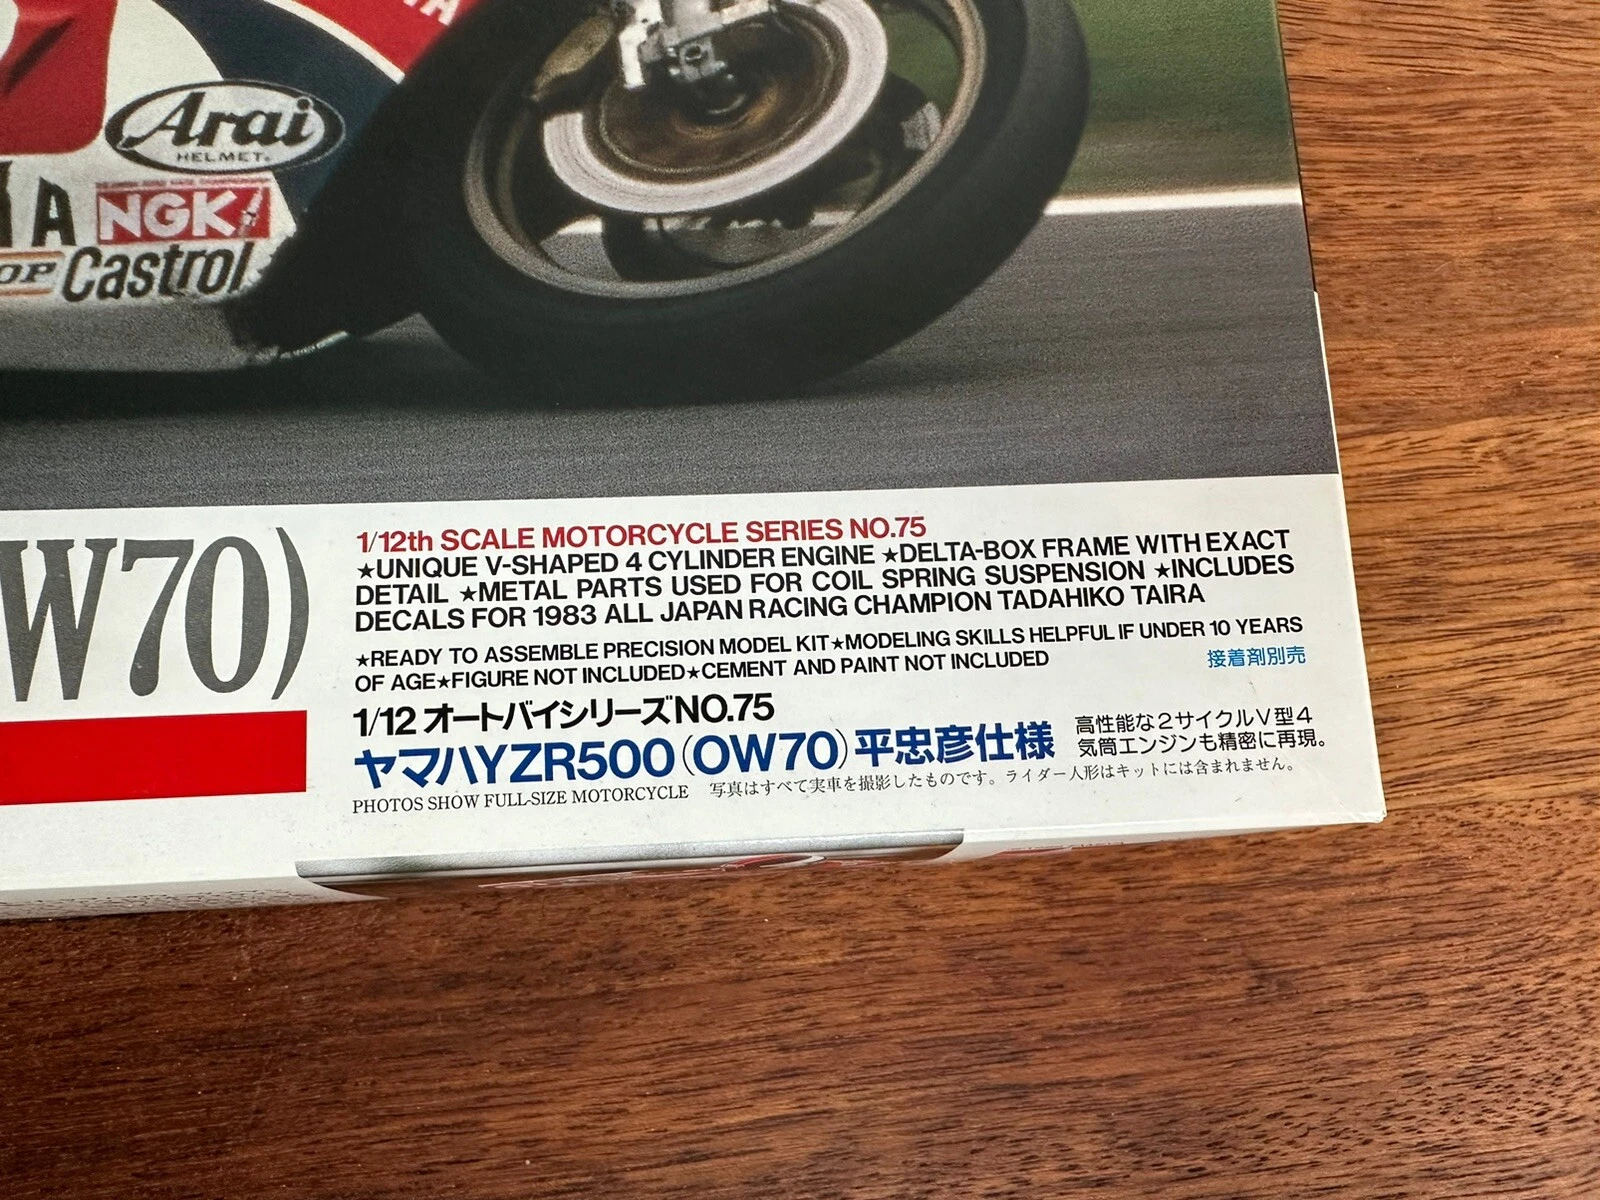 Arai
HELMET.
NGK
Castrol
W70)
1/12th SCALE MOTORCYCLE SERIES NO.75
★UNIQUE V-SHAPED 4 CYLINDER ENGINE ★DELTA-BOX FRAME WITH EXACT
DETAIL ★METAL PARTS USED FOR COIL SPRING SUSPENSION ★INCLUDES
DECALS FOR 1983 ALL JAPAN RACING CHAMPION TADAHIKO TAIRA
★READY TO ASSEMBLE PRECISION MODEL KIT★MODELING SKILLS HELPFUL IF UNDER 10 YEARS
OF AGE★FIGURE NOT INCLUDED★CEMENT AND PAINT NOT INCLUDED
接着剤別売
1/12 オートバイシリーズNO.75
ヤマハYZR500(OW70)平忠彦仕様
高性能な2サイクルV型4
気筒エンジンも精密に再現。
PHOTOS SHOW FULL-SIZE MOTORCYCLE 写真はすべて実車を撮影したものです。ライダー人形はキットには含まれません。